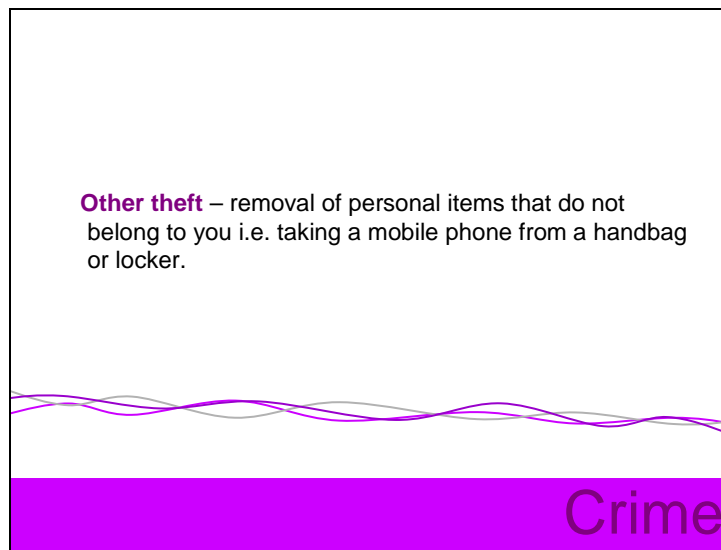 Other theft – removal of personal items that do not
belong to you i.e. taking a mobile phone from a handbag
or locker.
Crime